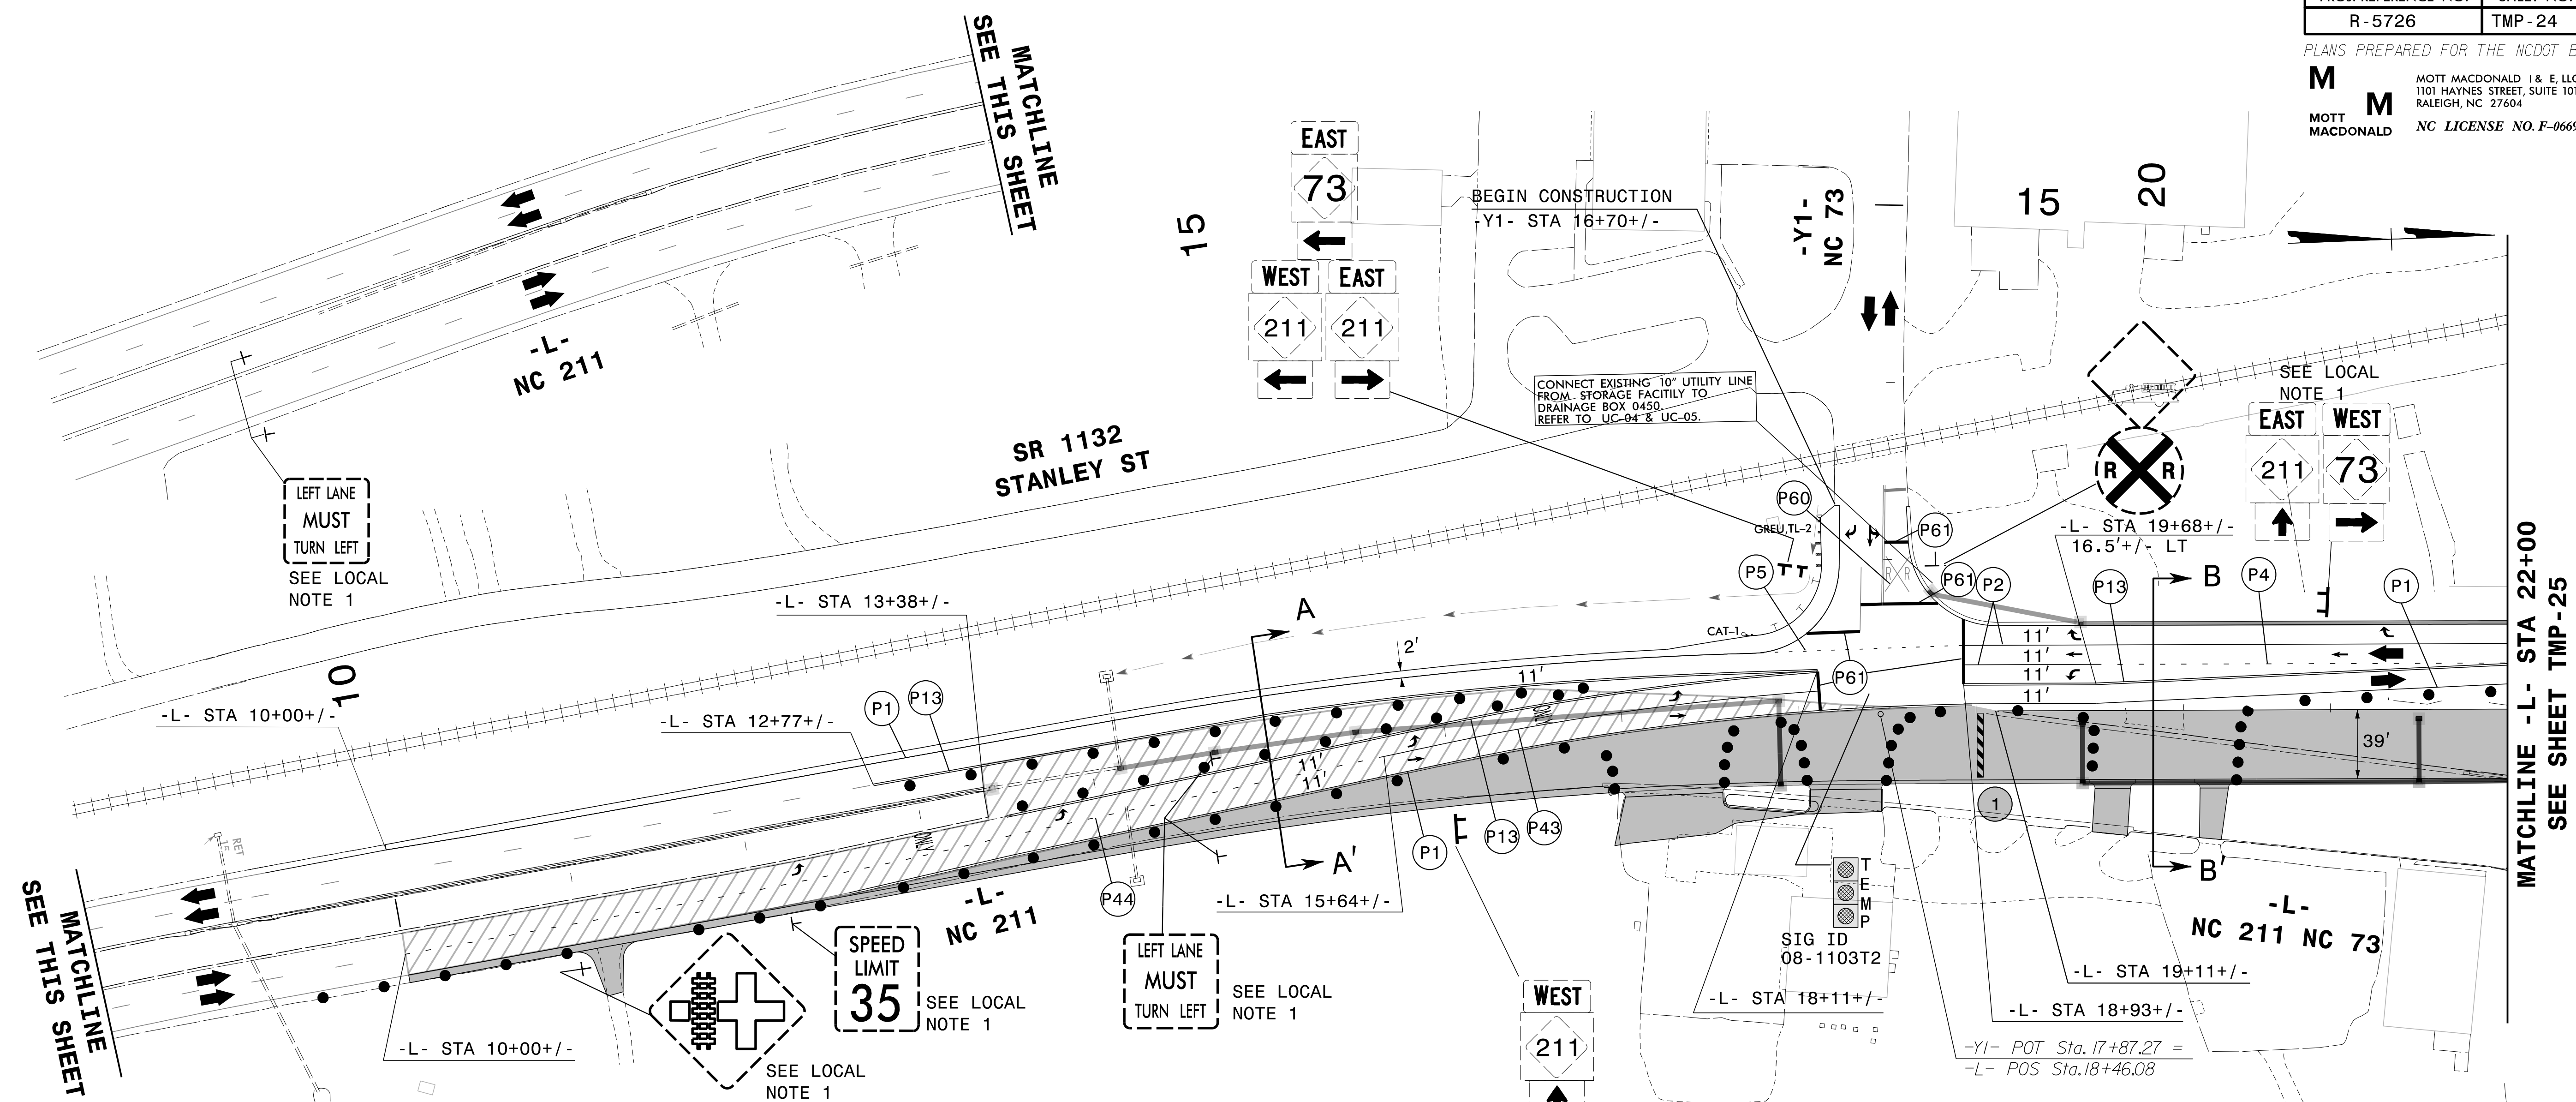 R-5726 TMP-24
PLANS PREPARED FOR THE NCDOT
M
M
MOTT
MACDONALD
MOTT MACDONALD I & E, LLC
1101 HAYNES STREET, SUITE 101
RALEIGH, NC 27604
NC LICENSE NO. F-0669
MATCHLINE
SEE THIS SHEET
-L-
NC 211
LEFT LANE
MUST
TURN LEFT
SEE LOCAL
NOTE 1
SR 1132
STANLEY ST
15
EAST
73
WEST
211
EAST
211
BEGIN CONSTRUCTION
-Y1- STA 16+70+/-
-Y1-
NC 73
15
20
CONNECT EXISTING 10" UTILITY LINE
FROM STORAGE FACITILY TO
DRAINAGE BOX 0450.
REFER TO UC-04 & UC-05.
R R
SEE LOCAL
NOTE 1
EAST
211
WEST
73
-L- STA 19+68+/-
16.5'+/- LT
P60
GREU,TL-2
P61
P5
P61
P2
P13
B
P4
P1
R R
CAT-1
P61
11'
11'
11'
11'
39'
MATCHLINE -L- STA 22+00
SEE SHEET TMP-25
10
-L- STA 13+38+/-
A
2'
11'
P1
P13
-L- STA 10+00+/-
-L- STA 12+77+/-
ONLY
11'
11'
ONLY
RET
MATCHLINE
SEE THIS SHEET
-L- STA 10+00+/-
SEE LOCAL
NOTE 1
SPEED
LIMIT
35
SEE LOCAL
NOTE 1
-L-
NC 211
P44
LEFT LANE
MUST
TURN LEFT
SEE LOCAL
NOTE 1
A'
-L- STA 15+64+/-
P1
P13
P43
WEST
211
TEMP
SIG ID
08-1103T2
-L- STA 18+11+/-
1
B'
-L-
NC 211 NC 73
-L- STA 19+11+/-
-L- STA 18+93+/-
-Y1- POT Sta. 17+87.27 =
-L- POS Sta.18+46.08